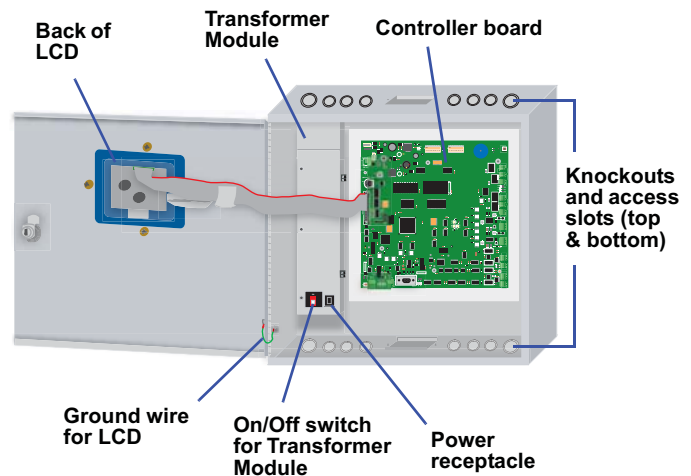 Back of
LCD
Transformer
Module
Controller board
Knockouts
and access
slots (top
& bottom)
Ground wire
for LCD
On/Off switch
for Transformer
Module
Power
receptacle